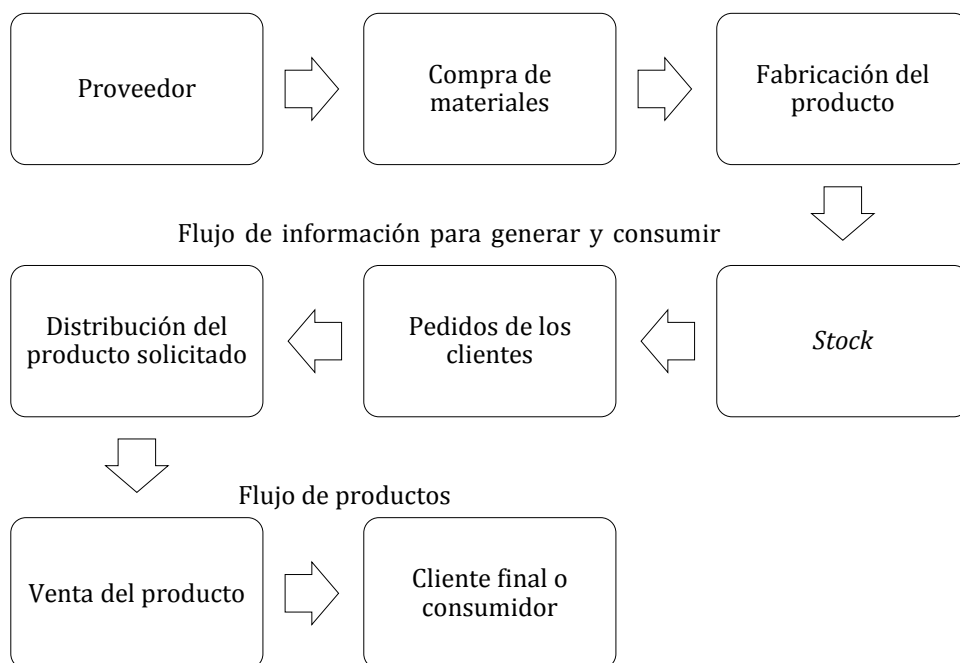 Proveedor
Compra de
materiales
Fabricación del
producto
Flujo de información para generar y consumir
Distribución del
producto solicitado
Pedidos de los
clientes
Stock
Flujo de productos
Venta del producto
Cliente final o
consumidor